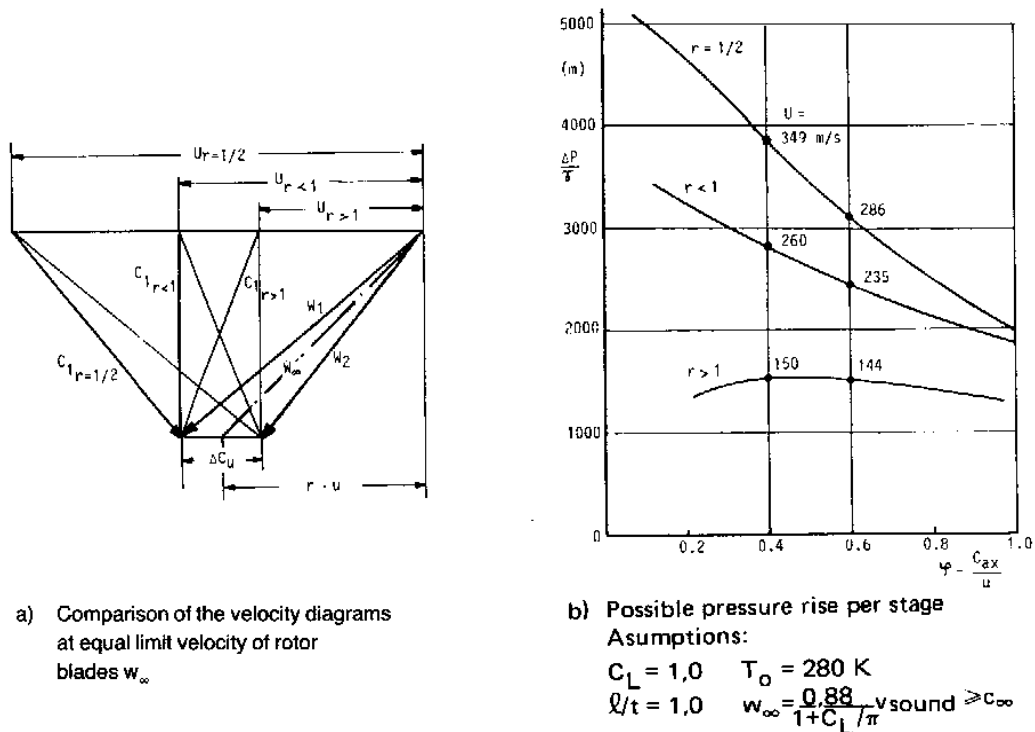 U r=1/2
U r<1
U r>1
C1 r<1
C1 r>1
C1 r=1/2
W1
W∞
W2
ΔCu
r · u
a) Comparison of the velocity diagrams
at equal limit velocity of rotor
blades w∞
5000
(m)
4000
ΔP
γ
3000
2000
1000
0
r = 1/2
U =
349 m/s
286
r < 1
260
235
r > 1
150
144
0.2
0.4
0.6
0.8
1.0
φ - Cax
u
b) Possible pressure rise per stage
Asumptions:
CL = 1,0 To = 280 K
ℓ/t = 1,0 w∞ = 0,88 / 1+CL/π vsound ⩾ c∞